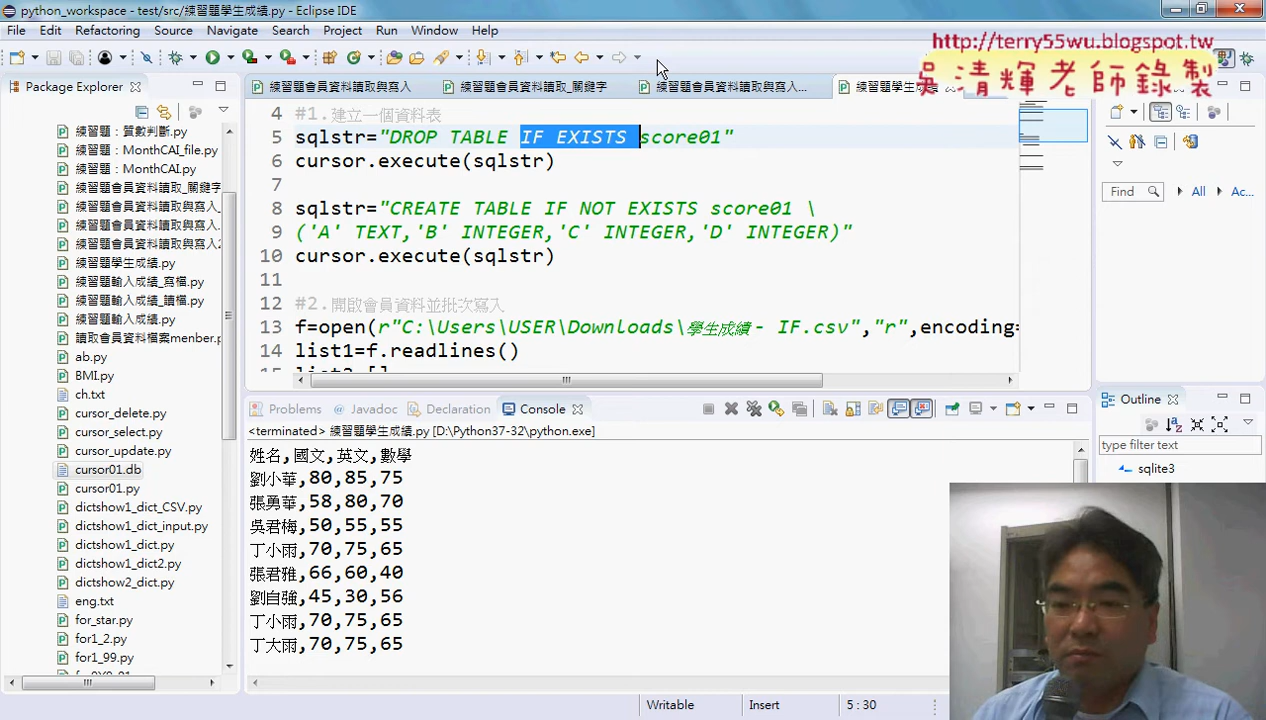 python_workspace - test/src/練習題學生成績.py - Eclipse IDE
File Edit Refactoring Source Navigate Search Project Run Window Help
http://terry55wu.blogspot.tw
吳清輝老師錄製
Package Explorer
練習題會員資料讀取與寫入
練習題會員資料讀取_關鍵字
練習題會員資料讀取與寫入...
練習題學生成績
練習題：質數判斷.py
練習題：MonthCAI_file.py
練習題：MonthCAI.py
練習題會員資料讀取_關鍵字
練習題會員資料讀取與寫入_
練習題會員資料讀取與寫入.
練習題會員資料讀取與寫入2
練習題學生成績.py
練習題輸入成績_寫檔.py
練習題輸入成績_讀檔.py
練習題輸入成績.py
讀取會員資料檔案menber.p
ab.py
BMI.py
ch.txt
cursor_delete.py
cursor_select.py
cursor_update.py
cursor01.db
cursor01.py
dictshow1_dict_CSV.py
dictshow1_dict_input.py
dictshow1_dict.py
dictshow1_dict2.py
dictshow2_dict.py
eng.txt
for_star.py
for1_2.py
for1_99.py
4 #1.建立一個資料表
5 sqlstr="DROP TABLE IF EXISTS score01"
6 cursor.execute(sqlstr)
7
8 sqlstr="CREATE TABLE IF NOT EXISTS score01 \
9 ('A' TEXT,'B' INTEGER,'C' INTEGER,'D' INTEGER)"
10 cursor.execute(sqlstr)
11
12 #2.開啟會員資料並批次寫入
13 f=open(r"C:\Users\USER\Downloads\學生成績 - IF.csv","r",encoding=
14 list1=f.readlines()
Find All Ac...
Problems Javadoc Declaration Console
<terminated> 練習題學生成績.py [D:\Python37-32\python.exe]
姓名,國文,英文,數學
劉小華,80,85,75
張勇華,58,80,70
吳君梅,50,55,55
丁小雨,70,75,65
張君雅,66,60,40
劉自強,45,30,56
丁小雨,70,75,65
丁大雨,70,75,65
Outline
type filter text
sqlite3
Writable Insert 5 : 30